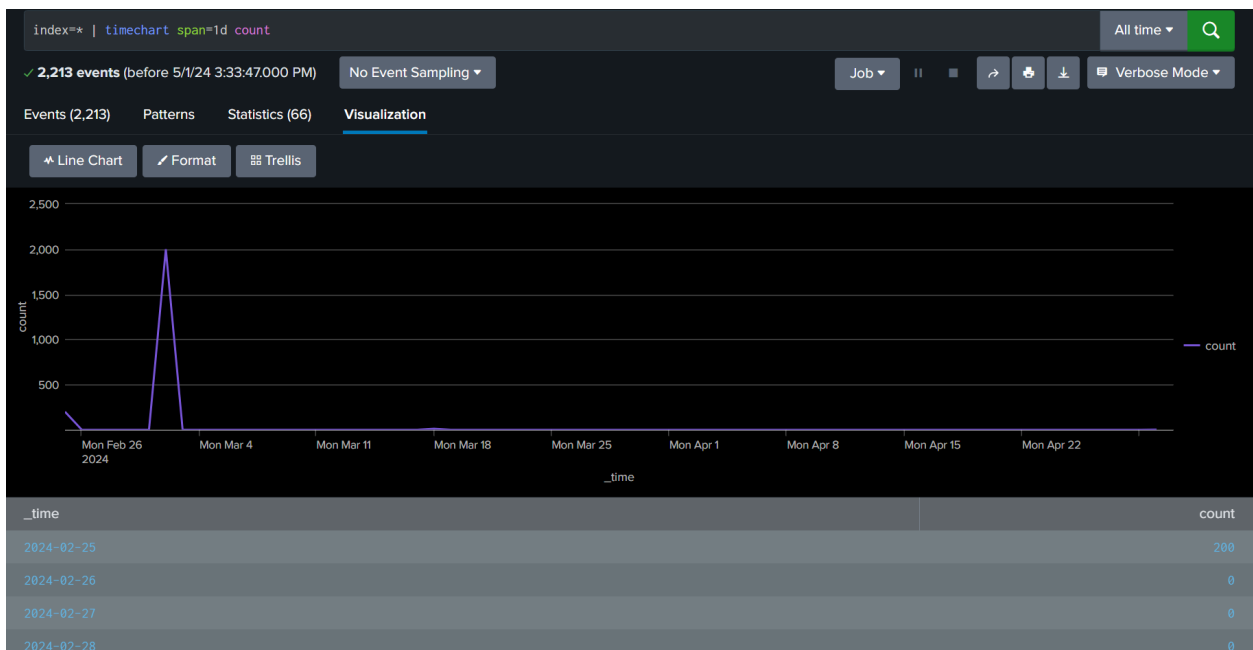 index=* | timechart span=1d count
All time
2,213 events (before 5/1/24 3:33:47.000 PM)
No Event Sampling
Job
Verbose Mode
Events (2,213)
Patterns
Statistics (66)
Visualization
Line Chart
Format
Trellis
2,500
2,000
1,500
1,000
500
count
count
Mon Feb 26
2024
Mon Mar 4
Mon Mar 11
Mon Mar 18
Mon Mar 25
Mon Apr 1
Mon Apr 8
Mon Apr 15
Mon Apr 22
_time
_time count
2024-02-25 200
2024-02-26 0
2024-02-27 0
2024-02-28 0